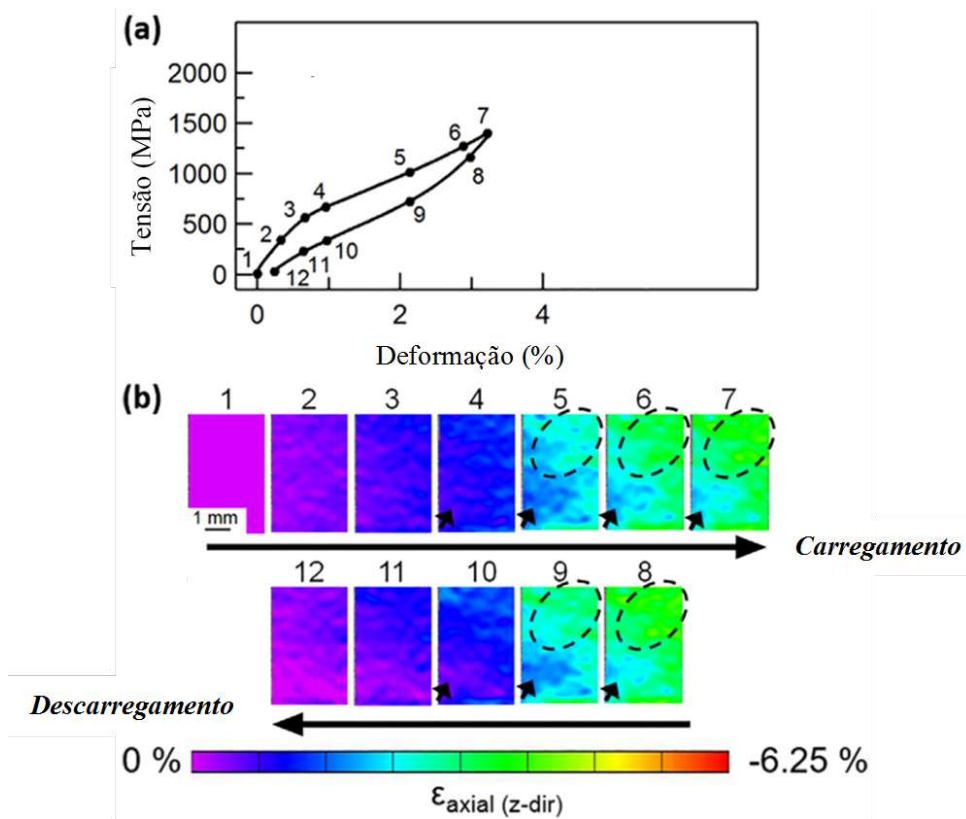 (a)
Tensão (MPa)
2000
1500
1000
500
0
1
2
3
4
5
6
7
8
9
10
11
12
0
2
4
Deformação (%)
(b)
1 2 3 4 5 6 7
1 mm
Carregamento
12 11 10 9 8
Descarregamento
0 %
-6.25 %
εaxial (z-dir)